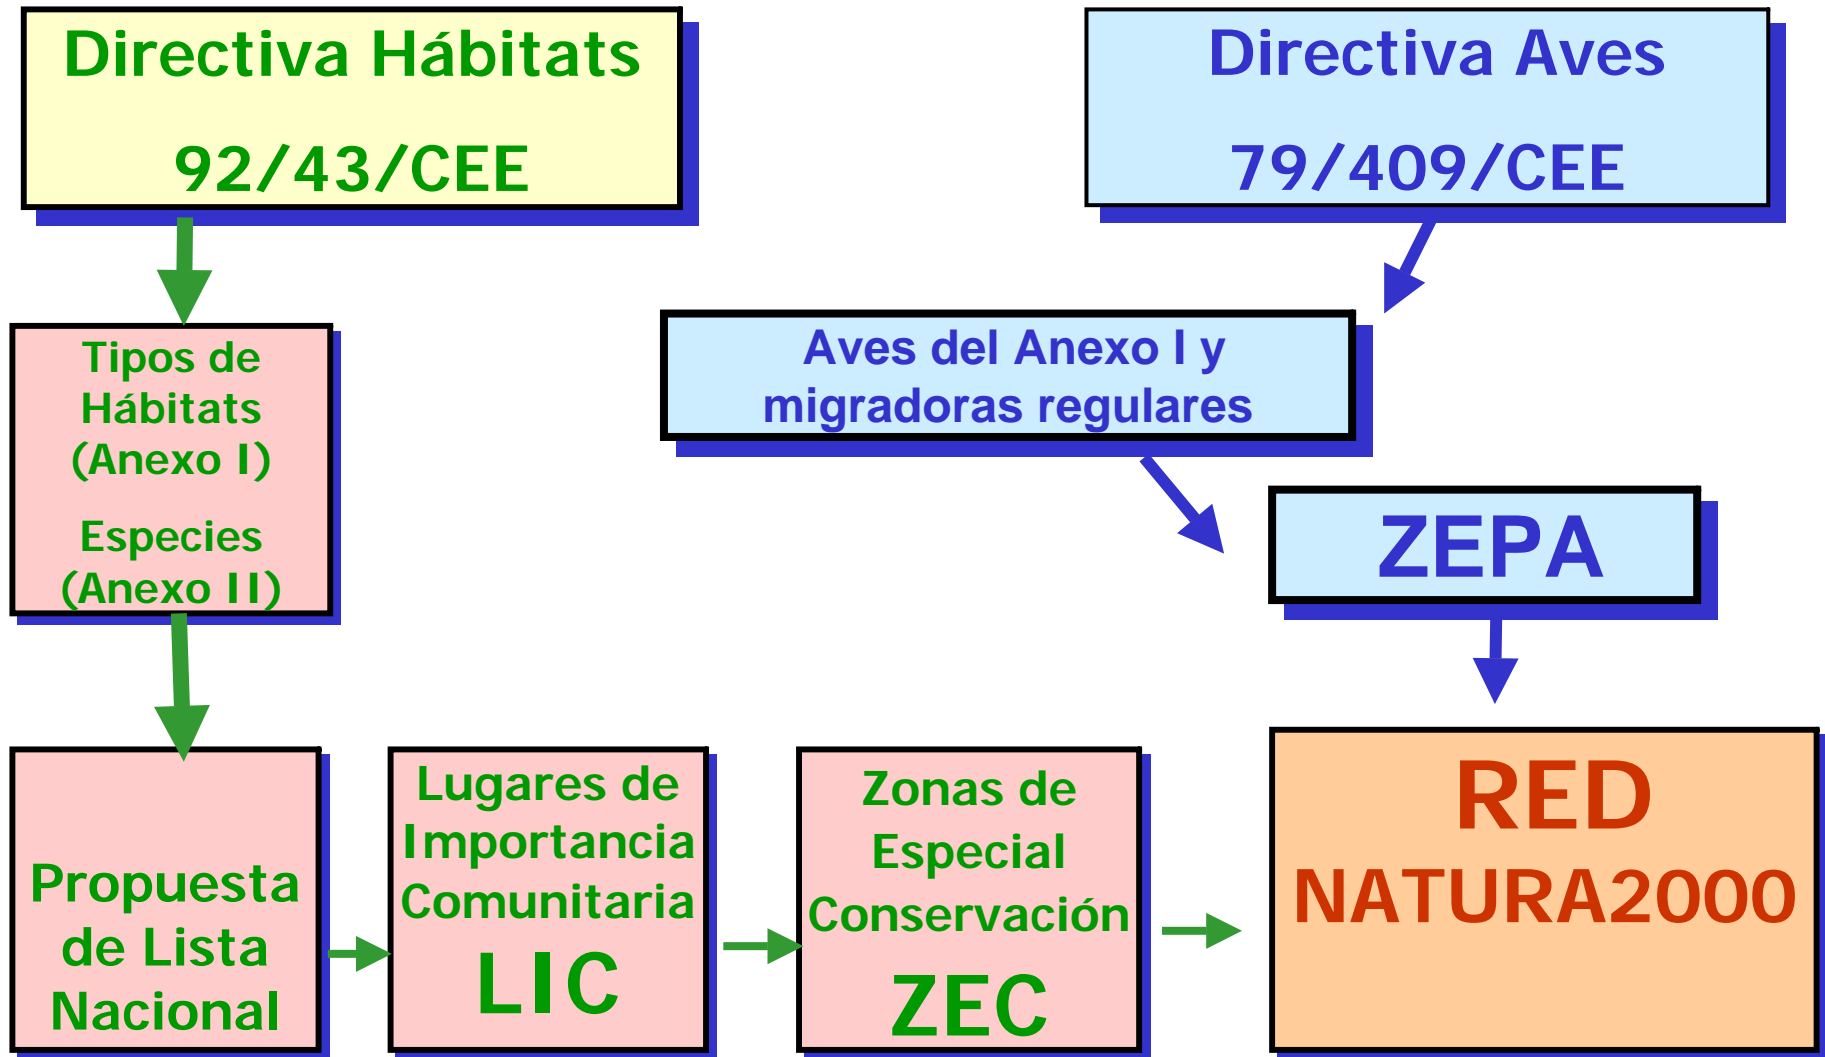 Directiva Hábitats
92/43/CEE
Directiva Aves
79/409/CEE
Tipos de
Hábitats
(Anexo I)
Especies
(Anexo II)
Aves del Anexo I y
migradoras regulares
ZEPA
Propuesta
de Lista
Nacional
Lugares de
Importancia
Comunitaria
LIC
Zonas de
Especial
Conservación
ZEC
RED
NATURA2000